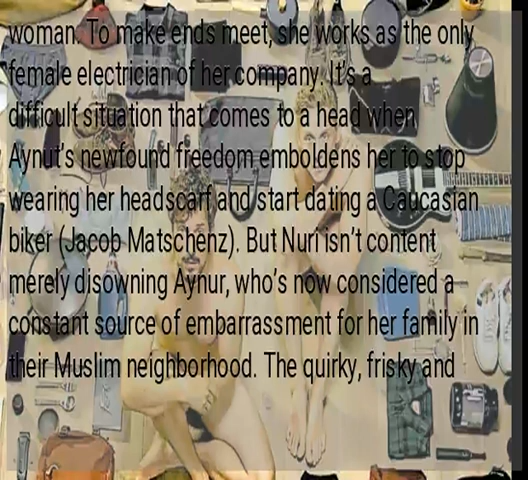 woman. To make ends meet, she works as the only
female electrician of her company. It's a
difficult situation that comes to a head when
Aynut's newfound freedom emboldens her to stop
wearing her headscarf and start dating a Caucasian
biker (Jacob Matschenz). But Nuri isn't content
merely disowning Aynur, who's now considered a
constant source of embarrassment for her family in
their Muslim neighborhood. The quirky, frisky and